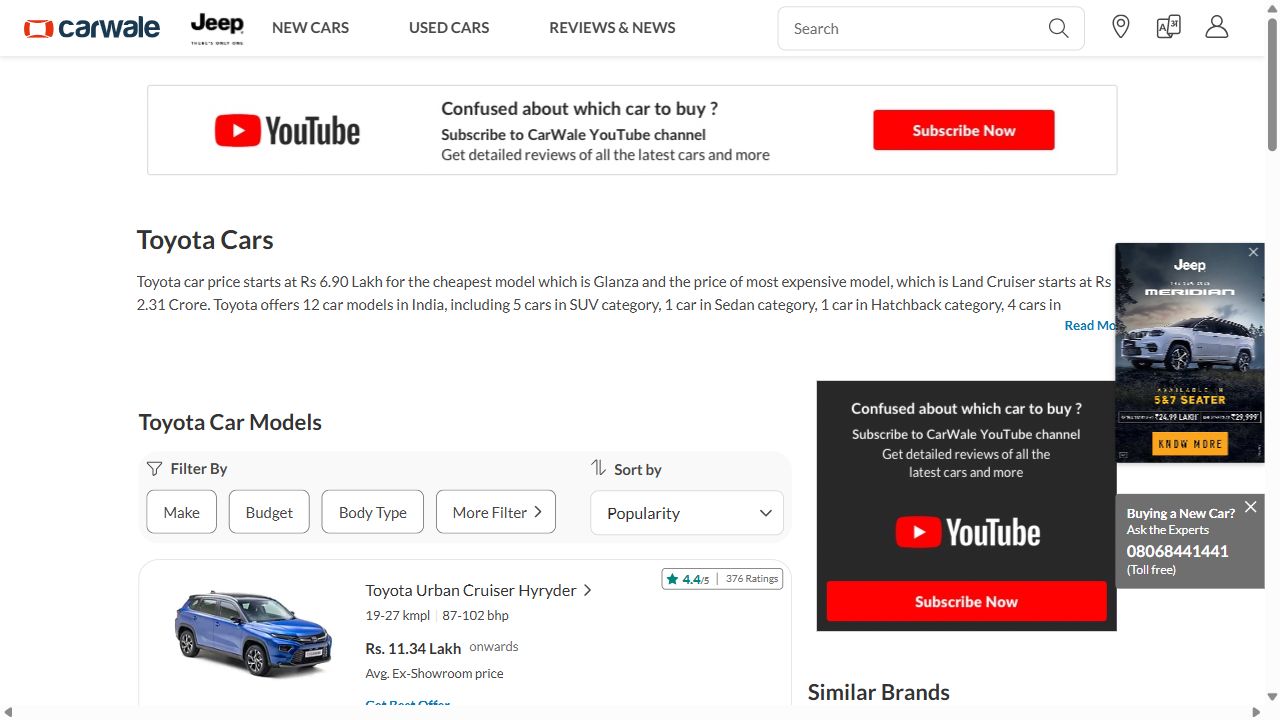 carwale
Jeep
THERE'S ONLY ONE
NEW CARS
USED CARS
REVIEWS & NEWS
Search
YouTube
Confused about which car to buy ?
Subscribe to CarWale YouTube channel
Get detailed reviews of all the latest cars and more
Subscribe Now
Toyota Cars
Toyota car price starts at Rs 6.90 Lakh for the cheapest model which is Glanza and the price of most expensive model, which is Land Cruiser starts at Rs
2.31 Crore. Toyota offers 12 car models in India, including 5 cars in SUV category, 1 car in Sedan category, 1 car in Hatchback category, 4 cars in
Read Mo
Jeep
MERIDIAN
AVAILABLE IN
5&7 SEATER
₹24.99 LAKH*
₹29,999*
KNOW MORE
Toyota Car Models
Filter By
Sort by
Make
Budget
Body Type
More Filter
Popularity
Confused about which car to buy ?
Subscribe to CarWale YouTube channel
Get detailed reviews of all the
latest cars and more
YouTube
Subscribe Now
Buying a New Car?
Ask the Experts
08068441441
(Toll free)
Toyota Urban Cruiser Hyryder
4.4/5 | 376 Ratings
19-27 kmpl | 87-102 bhp
Rs. 11.34 Lakh onwards
Avg. Ex-Showroom price
Get Best Offer
Similar Brands